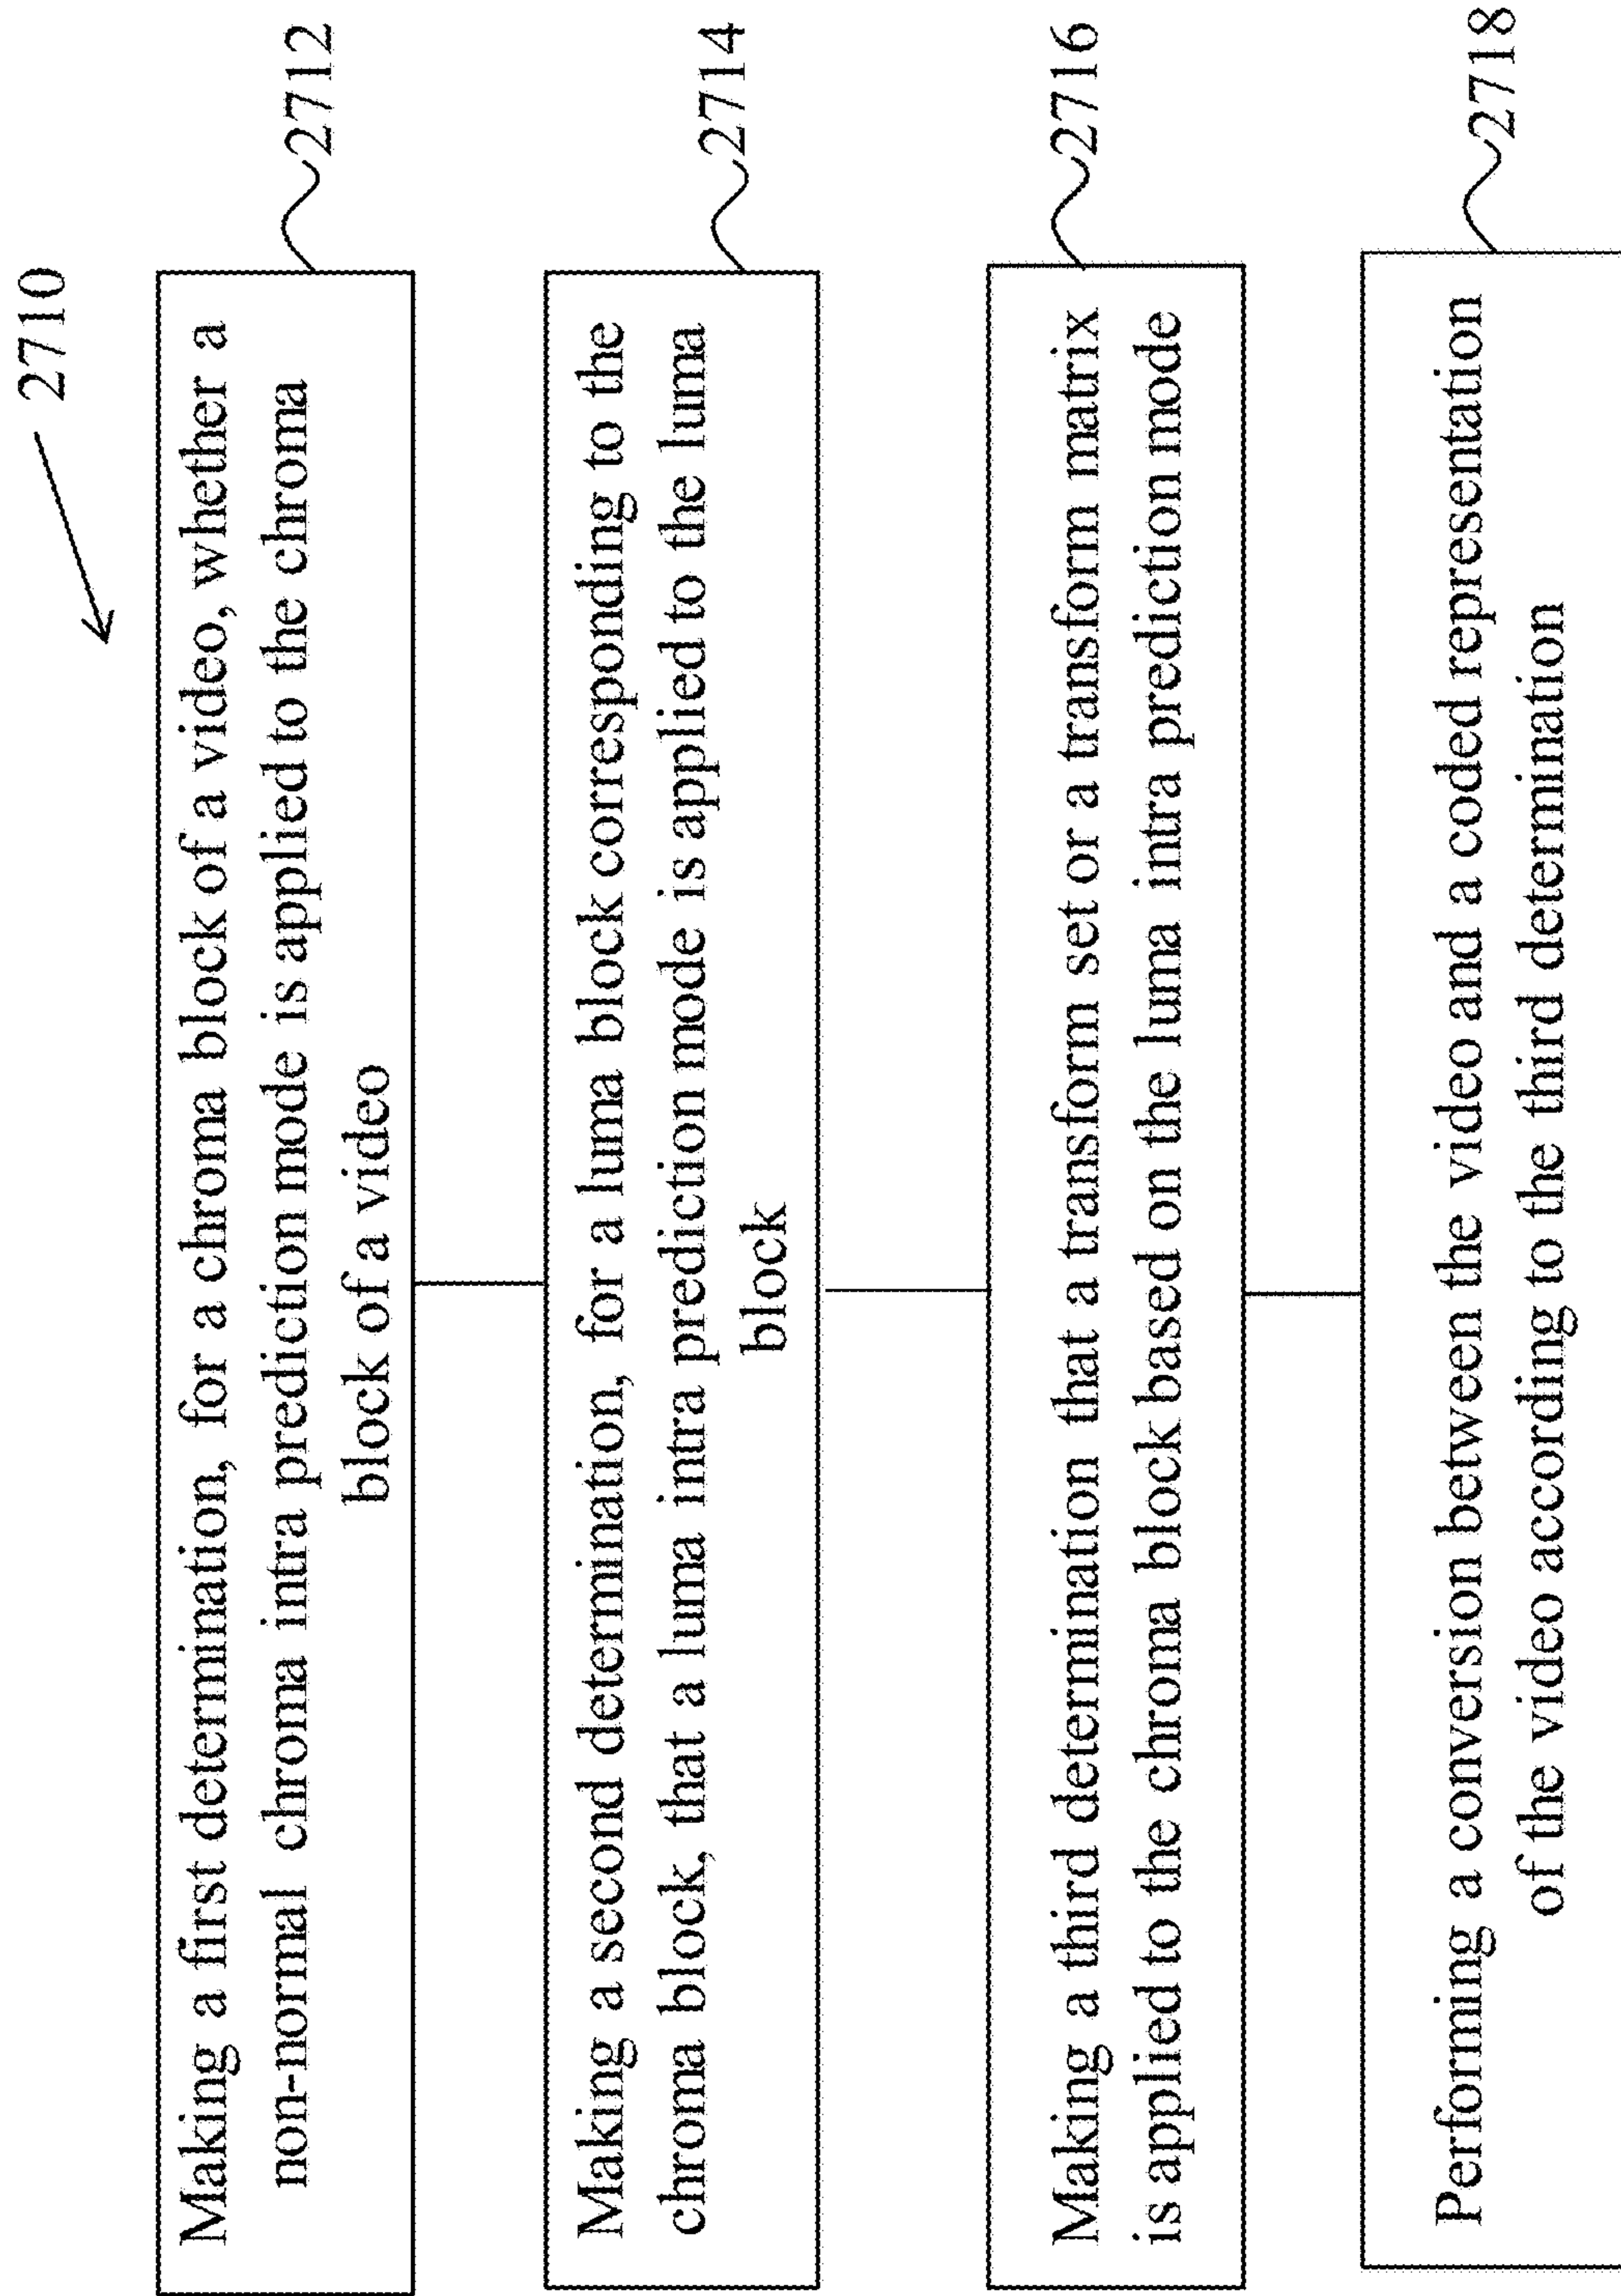 2710
Making a first determination, for a chroma block of a video, whether a
non-normal chroma intra prediction mode is applied to the chroma
block of a video
2712
Making a second determination, for a luma block corresponding to the
chroma block, that a luma intra prediction mode is applied to the luma
block
2714
Making a third determination that a transform set or a transform matrix
is applied to the chroma block based on the luma intra prediction mode
2716
Performing a conversion between the video and a coded representation
of the video according to the third determination
2718